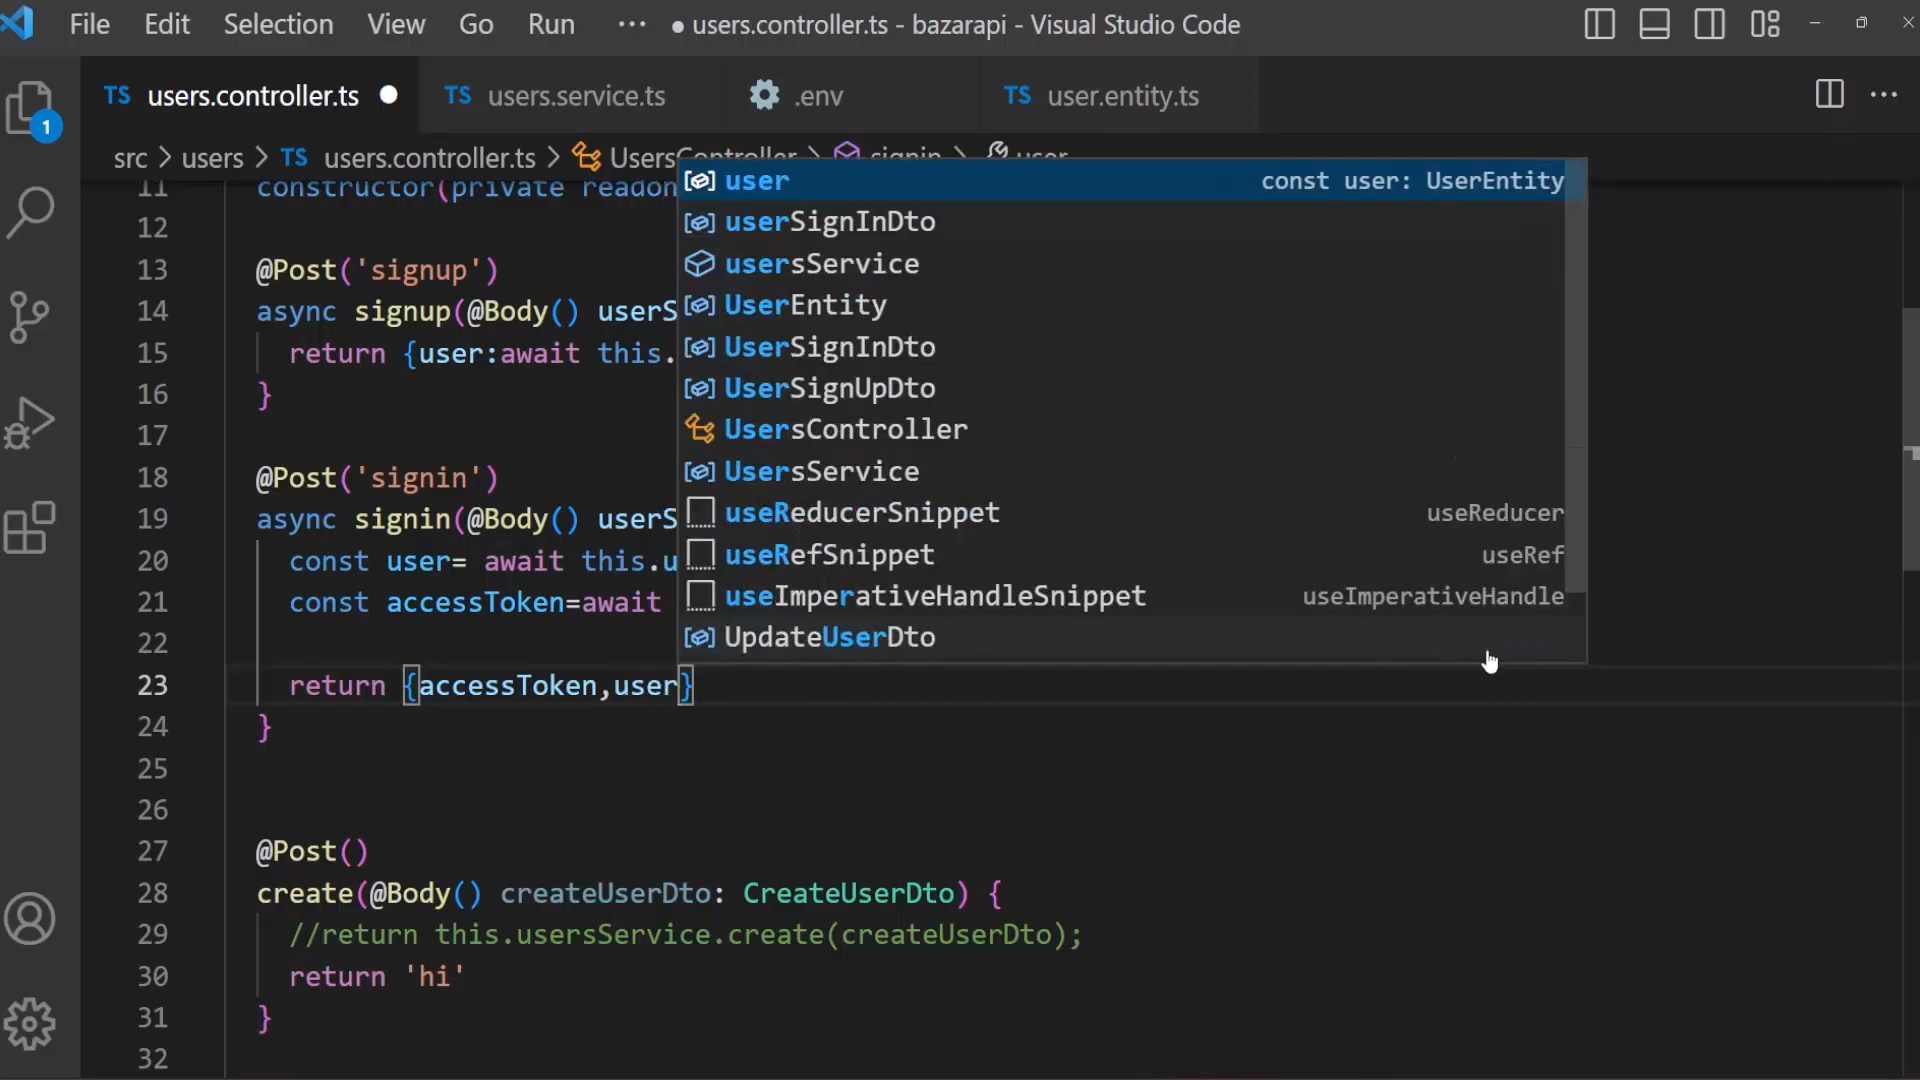 File Edit Selection View Go Run ··· ● users.controller.ts - bazarapi - Visual Studio Code
TS users.controller.ts ● TS users.service.ts .env TS user.entity.ts ···
src > users > TS users.controller.ts > UsersController > signin > user
1
11 constructor(private readon
12
13 @Post('signup')
14 async signup(@Body() userS
15 return {user:await this.
16 }
17
18 @Post('signin')
19 async signin(@Body() userS
20 const user= await this.u
21 const accessToken=await
22
23 return {accessToken,user}
24 }
25
26
27 @Post()
28 create(@Body() createUserDto: CreateUserDto) {
29 //return this.usersService.create(createUserDto);
30 return 'hi'
31 }
32
user const user: UserEntity
userSignInDto
usersService
UserEntity
UserSignInDto
UserSignUpDto
UsersController
UsersService
useReducerSnippet useReducer
useRefSnippet useRef
useImperativeHandleSnippet useImperativeHandle
UpdateUserDto